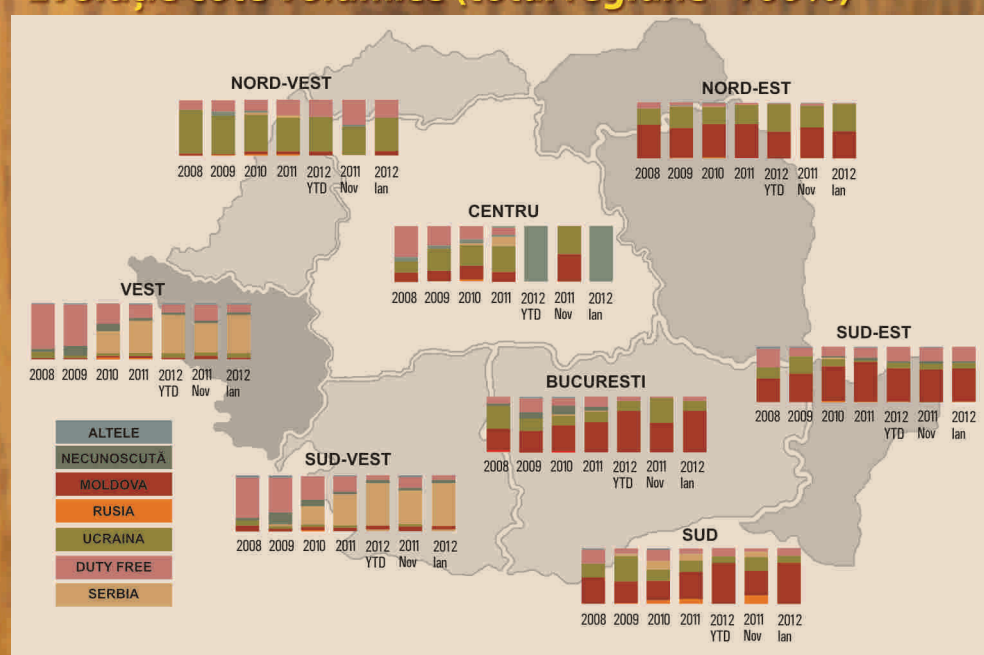 NORD-VEST
2008 2009 2010 2011 2012 2011 2012
YTD Nov Ian
NORD-EST
2008 2009 2010 2011 2012 2011 2012
YTD Nov Ian
CENTRU
2008 2009 2010 2011 2012 2011 2012
YTD Nov Ian
VEST
2008 2009 2010 2011 2012 2011 2012
YTD Nov Ian
SUD-EST
2008 2009 2010 2011 2012 2011 2012
YTD Nov Ian
BUCURESTI
2008 2009 2010 2011 2012 2011 2012
YTD Nov Ian
ALTELE
NECUNOSCUTĂ
MOLDOVA
RUSIA
UCRAINA
DUTY FREE
SERBIA
SUD-VEST
2008 2009 2010 2011 2012 2011 2012
YTD Nov Ian
SUD
2008 2009 2010 2011 2012 2011 2012
YTD Nov Ian